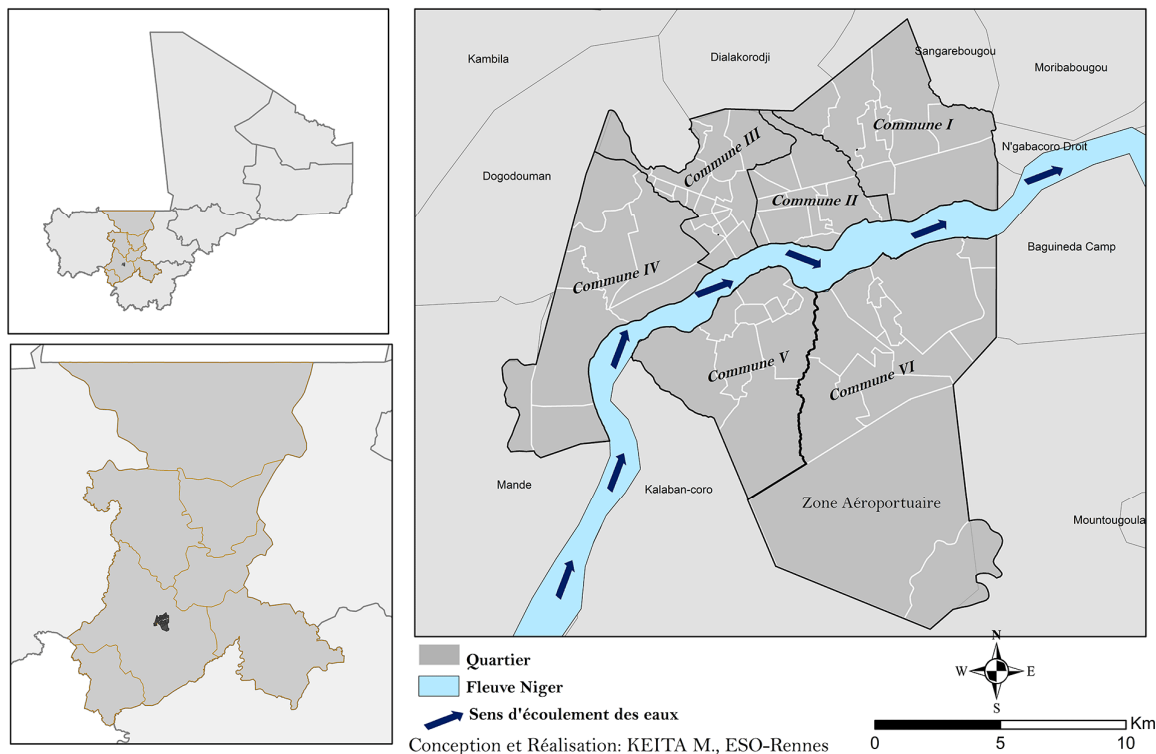 Kambila
Dialakorodji
Sangarebougou
Moribabougou
Commune I
Commune III
N'gabacoro Droit
Dogodouman
Commune II
Baguineda Camp
Commune IV
Commune V
Commune VI
Mande
Kalaban-coro
Zone Aéroportuaire
Mountougoula
Quartier
Fleuve Niger
Sens d'écoulement des eaux
Conception et Réalisation: KEITA M., ESO-Rennes
N
W E
S
Km
0 5 10